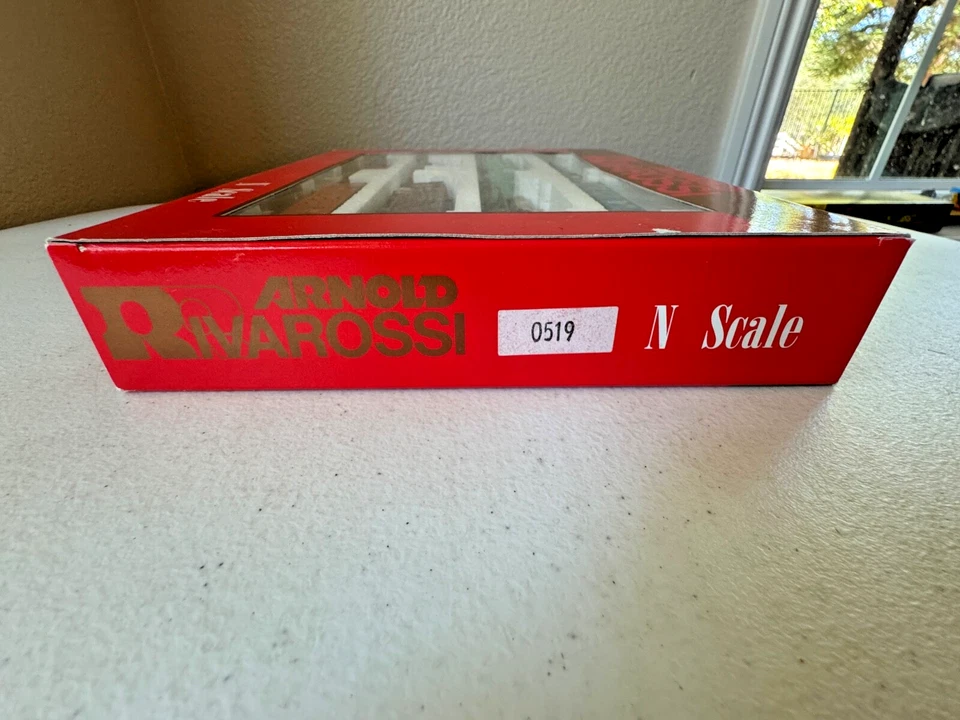 ARNOLD
RIVAROSSI
0519
N Scale